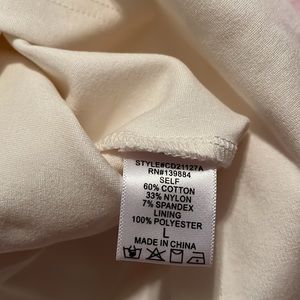 STYLE#CD21127A
RN#139884
SELF
60% COTTON
33% NYLON
7% SPANDEX
LINING
100% POLYESTER
L
MADE IN CHINA